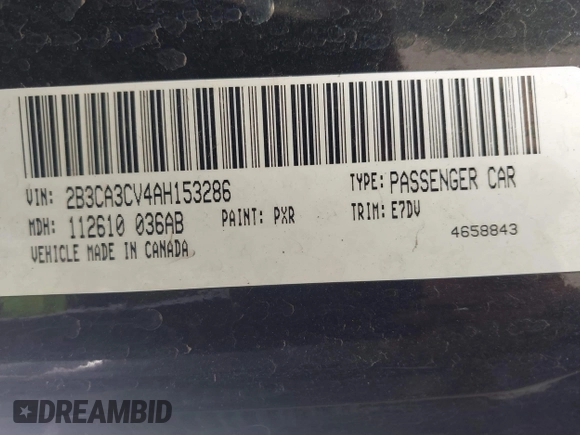 VIN: 2B3CA3CV4AH153286 TYPE: PASSENGER CAR
MDH: 112610 036AB PAINT: PXR TRIM: E7DV
VEHICLE MADE IN CANADA 4658843
DREAMBID